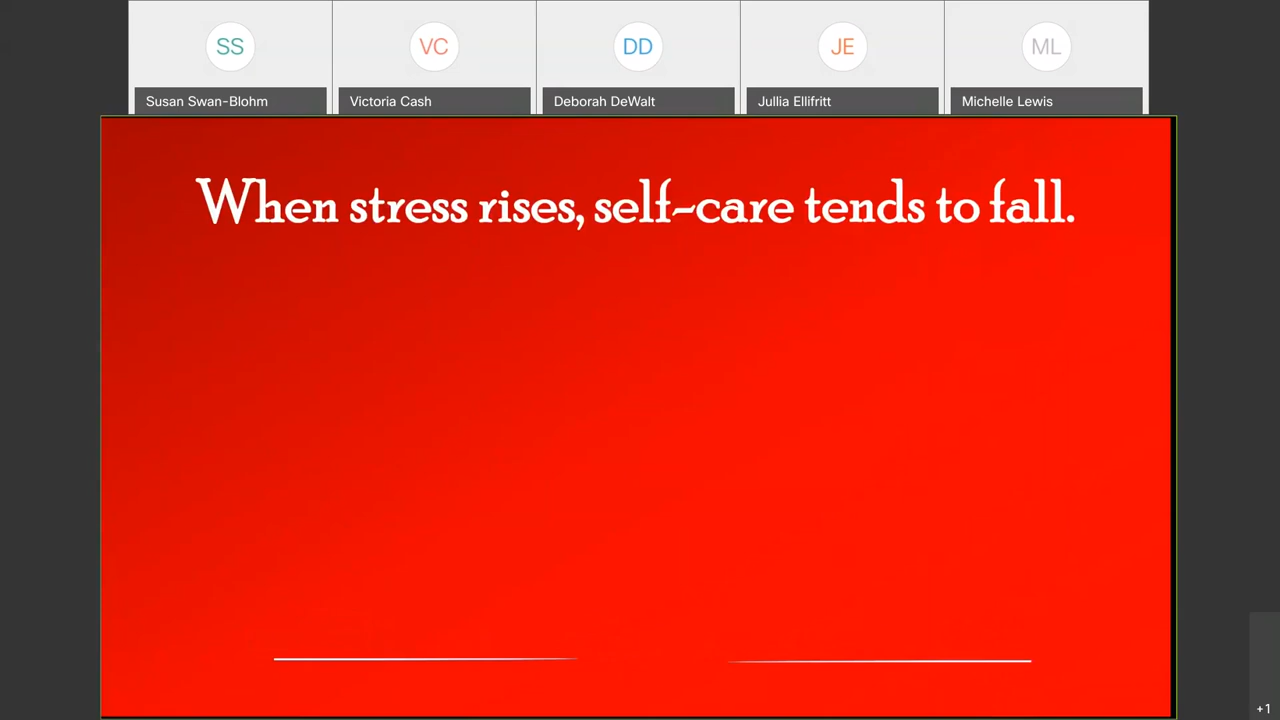 SS
VC
DD
JE
ML
Susan Swan-Blohm
Victoria Cash
Deborah DeWalt
Jullia Ellifritt
Michelle Lewis
When stress rises, self-care tends to fall.
+1